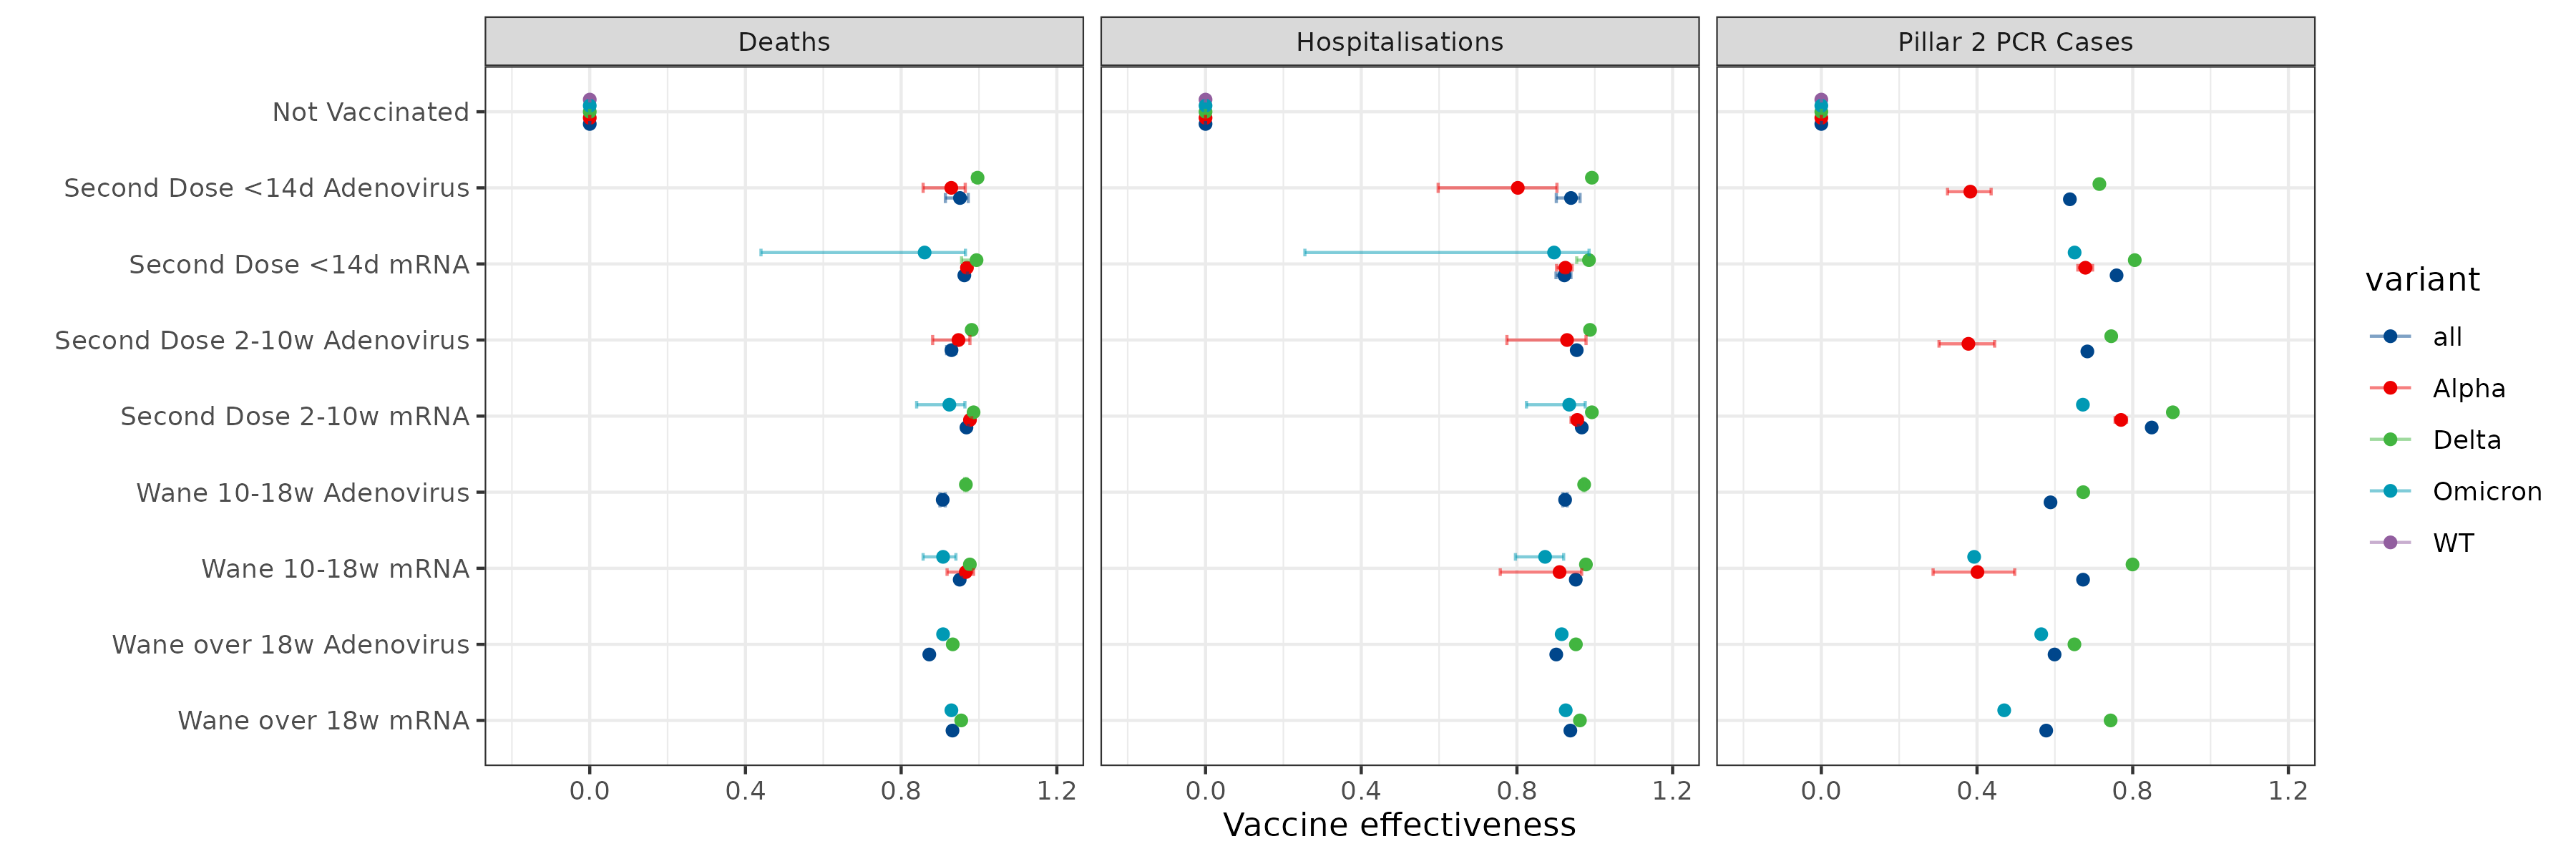 Deaths
Hospitalisations
Pillar 2 PCR Cases
Not Vaccinated
Second Dose <14d Adenovirus
Second Dose <14d mRNA
Second Dose 2-10w Adenovirus
Second Dose 2-10w mRNA
Wane 10-18w Adenovirus
Wane 10-18w mRNA
Wane over 18w Adenovirus
Wane over 18w mRNA
0.0 0.4 0.8 1.2
0.0 0.4 0.8 1.2
0.0 0.4 0.8 1.2
Vaccine effectiveness
variant
all
Alpha
Delta
Omicron
WT